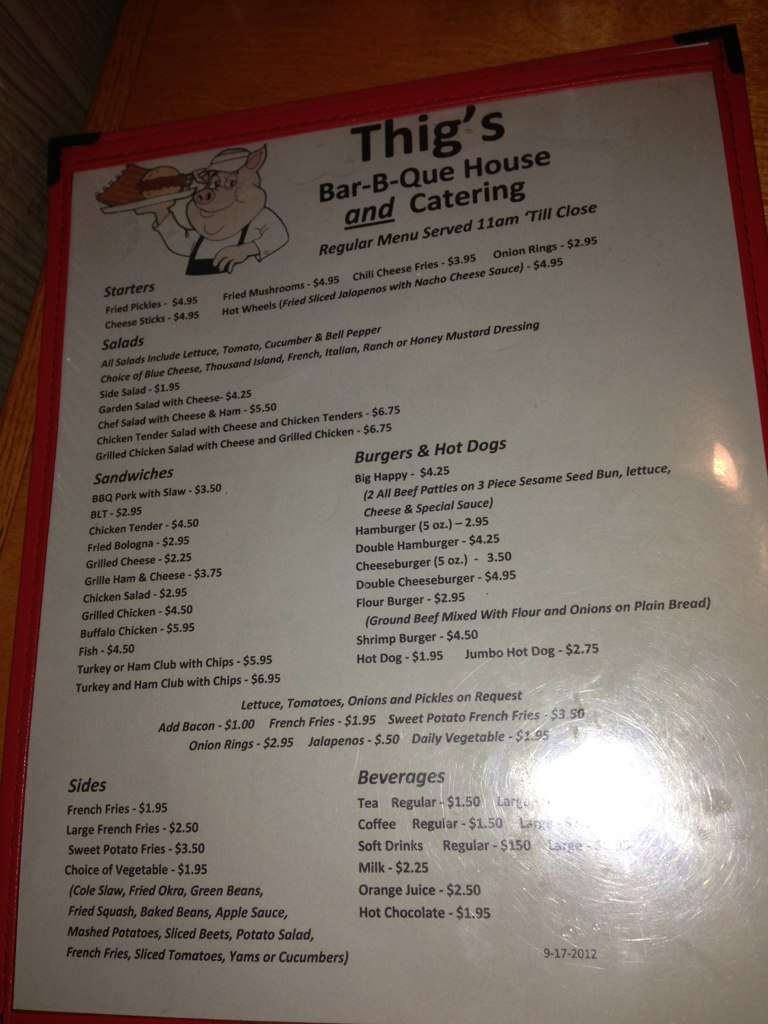 Thig's
Bar-B-Que House
and Catering
Regular Menu Served 11am 'Till Close
Starters
Fried Pickles - $4.95 Fried Mushrooms - $4.95 Chili Cheese Fries - $3.95 Onion Rings - $2.95
Cheese Sticks - $4.95 Hot Wheels (Fried Sliced Jalapenos with Nacho Cheese Sauce) - $4.95
Salads
All Salads Include Lettuce, Tomato, Cucumber & Bell Pepper
Choice of Blue Cheese, Thousand Island, French, Italian, Ranch or Honey Mustard Dressing
Side Salad - $1.95
Garden Salad with Cheese- $4.25
Chef Salad with Cheese & Ham - $5.50
Chicken Tender Salad with Cheese and Chicken Tenders - $6.75
Grilled Chicken Salad with Cheese and Grilled Chicken - $6.75
Sandwiches
BBQ Pork with Slaw - $3.50
BLT - $2.95
Chicken Tender - $4.50
Fried Bologna - $2.95
Grilled Cheese - $2.25
Grille Ham & Cheese - $3.75
Chicken Salad - $2.95
Grilled Chicken - $4.50
Buffalo Chicken - $5.95
Fish - $4.50
Turkey or Ham Club with Chips - $5.95
Turkey and Ham Club with Chips - $6.95
Burgers & Hot Dogs
Big Happy - $4.25
(2 All Beef Patties on 3 Piece Sesame Seed Bun, lettuce,
Cheese & Special Sauce)
Hamburger (5 oz.) – 2.95
Double Hamburger - $4.25
Cheeseburger (5 oz.) - 3.50
Double Cheeseburger - $4.95
Flour Burger - $2.95
(Ground Beef Mixed With Flour and Onions on Plain Bread)
Shrimp Burger - $4.50
Hot Dog - $1.95 Jumbo Hot Dog - $2.75
Lettuce, Tomatoes, Onions and Pickles on Request
Add Bacon - $1.00 French Fries - $1.95 Sweet Potato French Fries - $3.50
Onion Rings - $2.95 Jalapenos - $.50 Daily Vegetable - $1.95
Sides
French Fries - $1.95
Large French Fries - $2.50
Sweet Potato Fries - $3.50
Choice of Vegetable - $1.95
(Cole Slaw, Fried Okra, Green Beans,
Fried Squash, Baked Beans, Apple Sauce,
Mashed Potatoes, Sliced Beets, Potato Salad,
French Fries, Sliced Tomatoes, Yams or Cucumbers)
Beverages
Tea Regular - $1.50 Large
Coffee Regular - $1.50 Large
Soft Drinks Regular - $150 Large
Milk - $2.25
Orange Juice - $2.50
Hot Chocolate - $1.95
9-17-2012